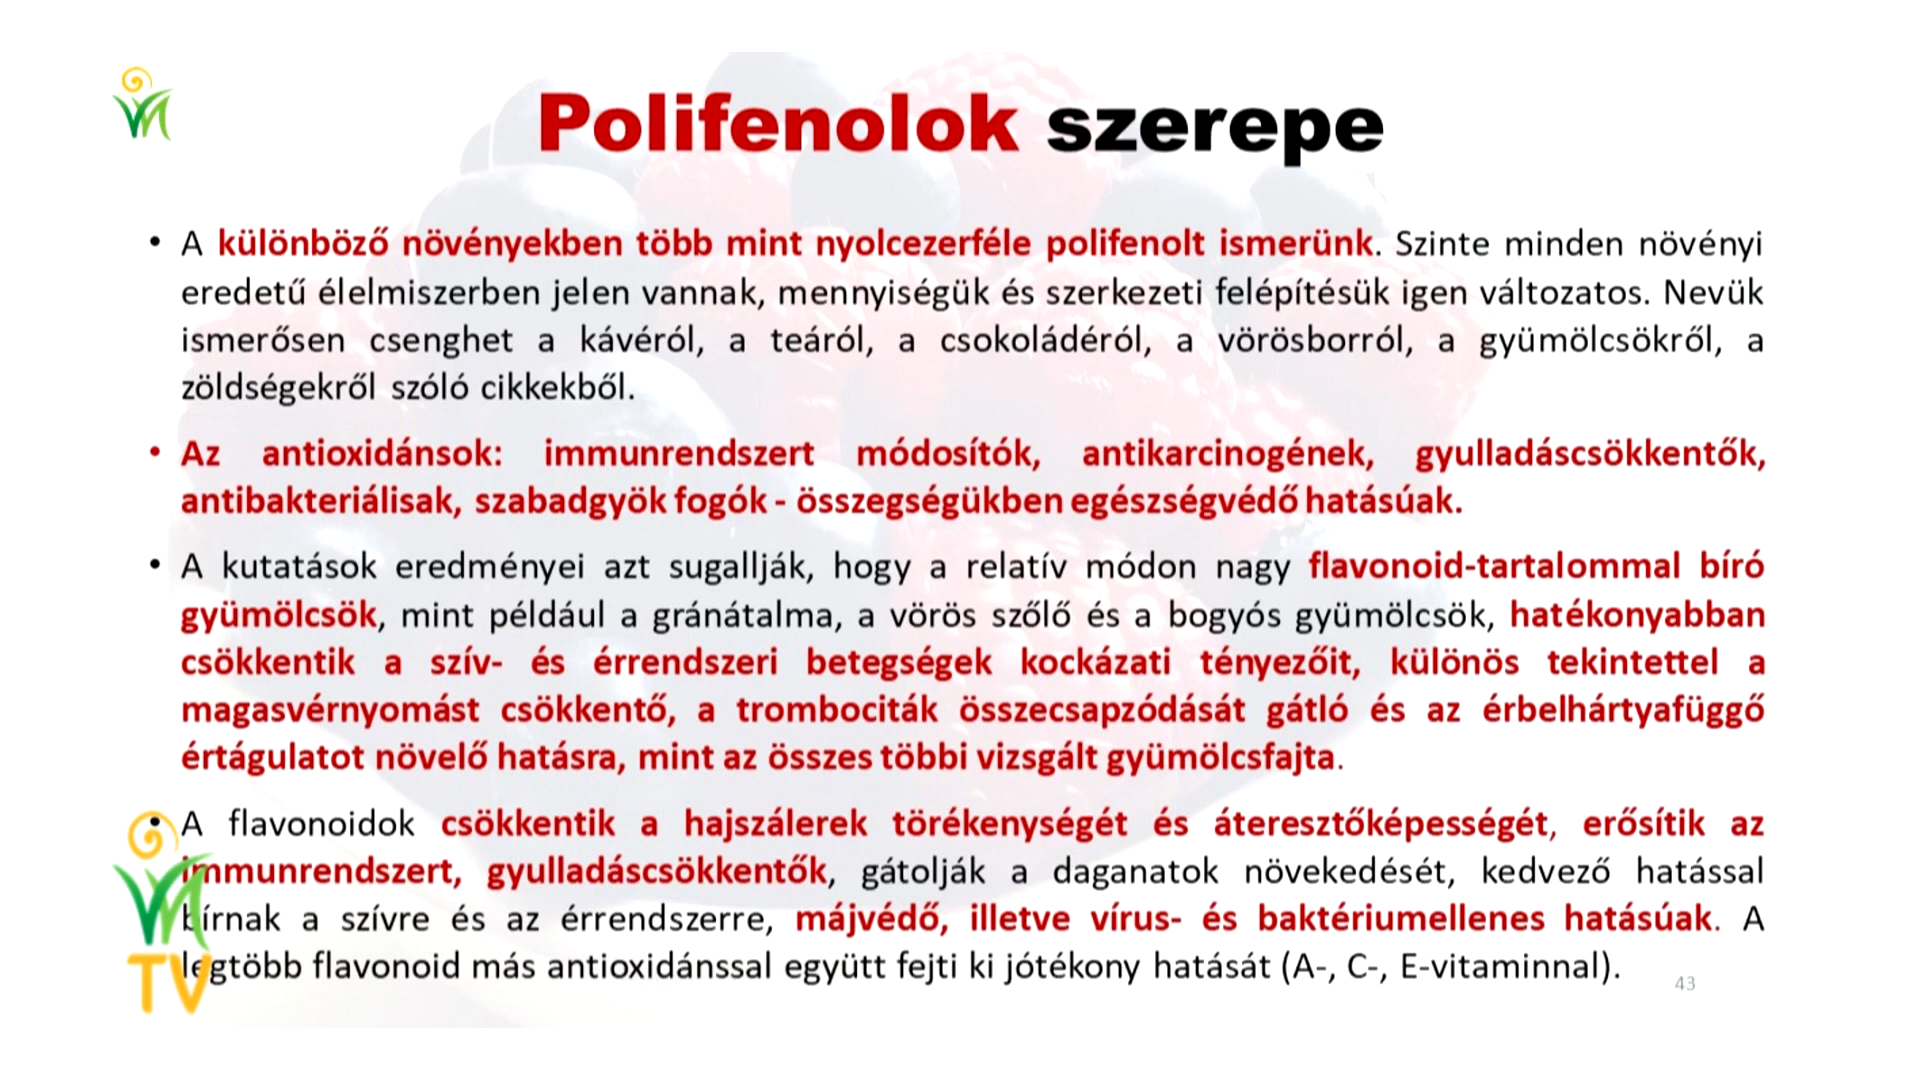 Polifenolok szerepe
• A különböző növényekben több mint nyolcezerféle polifenolt ismerünk. Szinte minden növényi
eredetű élelmiszerben jelen vannak, mennyiségük és szerkezeti felépítésük igen változatos. Nevük
ismerősen csenghet a kávéról, a teáról, a csokoládéról, a vörösborról, a gyümölcsökről, a
zöldségekről szóló cikkekből.
• Az antioxidánsok: immunrendszert módosítók, antikarcinogének, gyulladáscsökkentők,
antibakteriálisak, szabadgyök fogók - összegségükben egészségvédő hatásúak.
• A kutatások eredményei azt sugallják, hogy a relatív módon nagy flavonoid-tartalommal bíró
gyümölcsök, mint például a gránátalma, a vörös szőlő és a bogyós gyümölcsök, hatékonyabban
csökkentik a szív- és érrendszeri betegségek kockázati tényezőit, különös tekintettel a
magasvérnyomást csökkentő, a trombociták összecsapzódását gátló és az érbelhártyafüggő
értágulatot növelő hatásra, mint az összes többi vizsgált gyümölcsfajta.
• A flavonoidok csökkentik a hajszálerek törékenységét és áteresztőképességét, erősítik az
immunrendszert, gyulladáscsökkentők, gátolják a daganatok növekedését, kedvező hatással
bírnak a szívre és az érrendszerre, májvédő, illetve vírus- és baktériumellenes hatásúak. A
legtöbb flavonoid más antioxidánssal együtt fejti ki jótékony hatását (A-, C-, E-vitaminnal).
43
TV